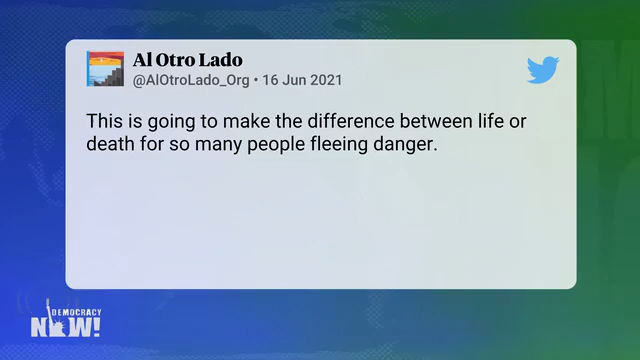 Al Otro Lado
@AlOtroLado_Org • 16 Jun 2021
This is going to make the difference between life or
death for so many people fleeing danger.
DEMOCRACY
NOW!